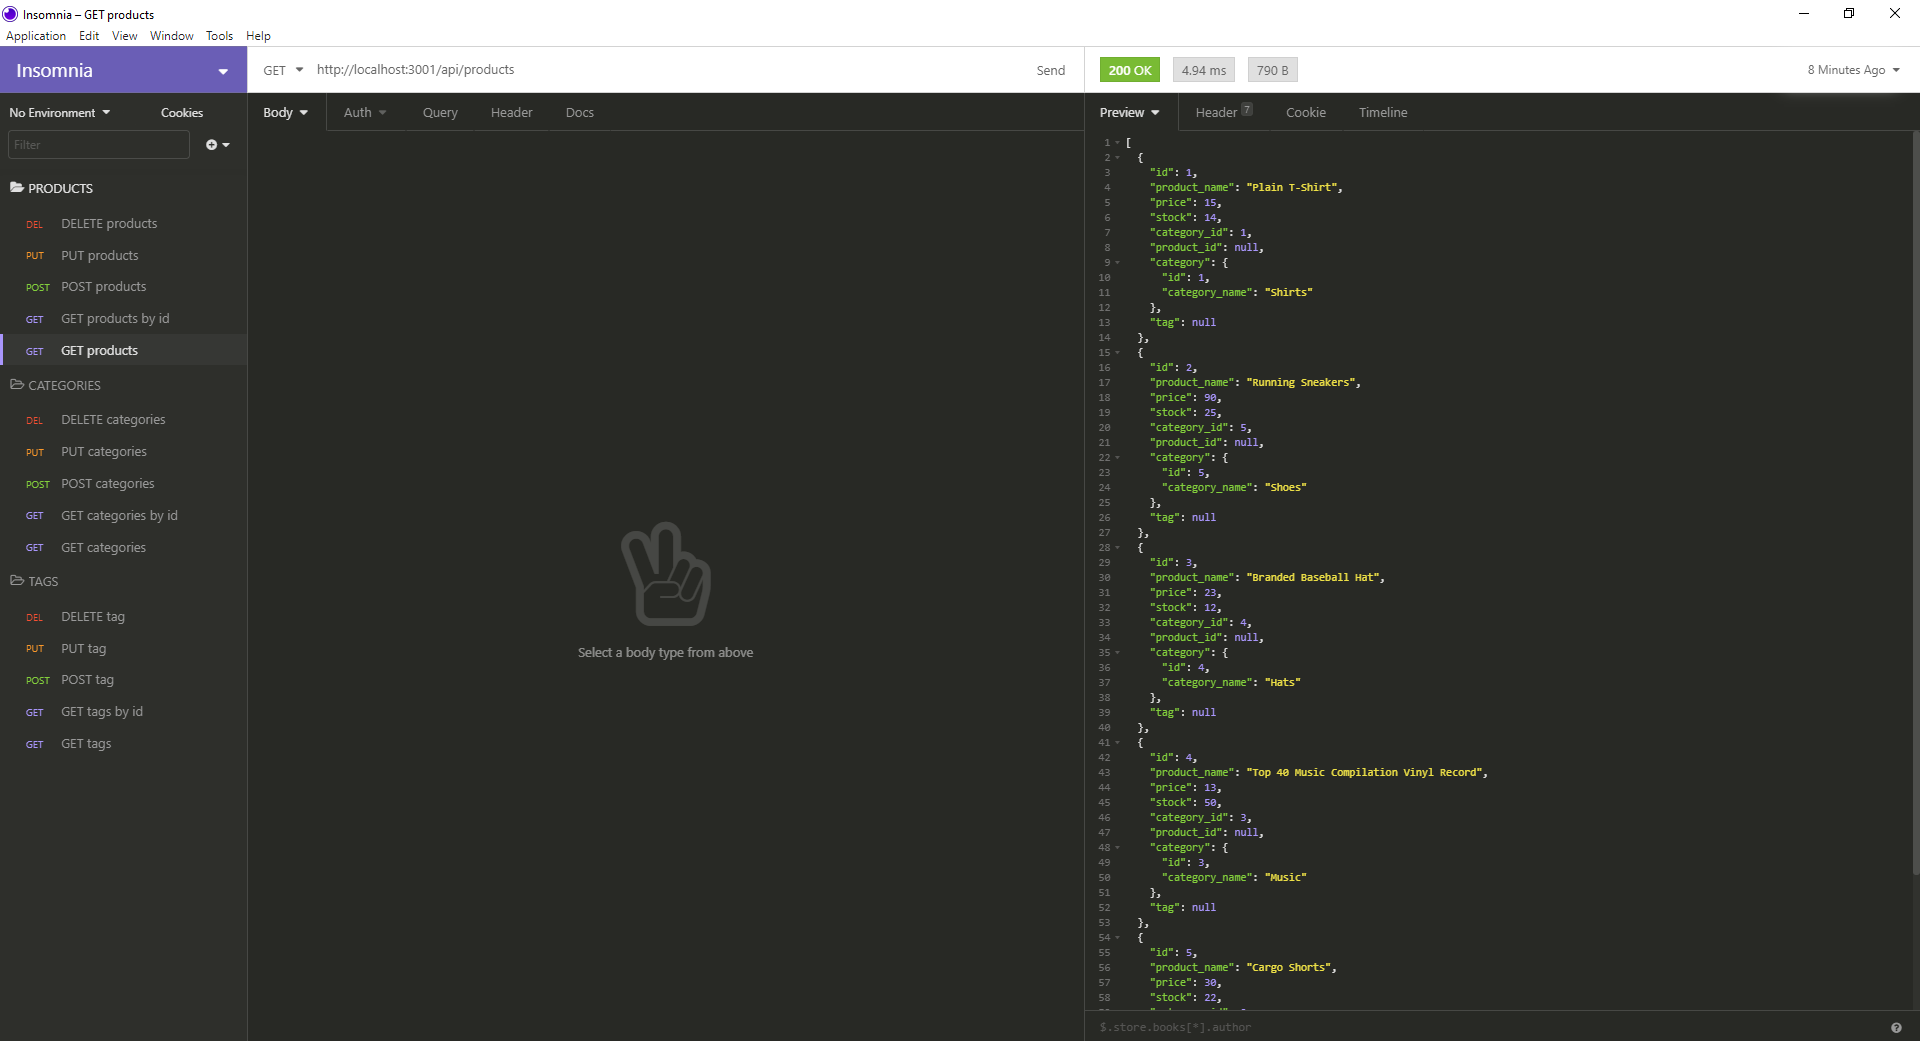 Insomnia – GET products
Application Edit View Window Tools Help
Insomnia
GET http://localhost:3001/api/products Send
200 OK 4.94 ms 790 B 8 Minutes Ago
No Environment Cookies
Body Auth Query Header Docs
Preview Header 7 Cookie Timeline
Filter
PRODUCTS
DEL DELETE products
PUT PUT products
POST POST products
GET GET products by id
GET GET products
CATEGORIES
DEL DELETE categories
PUT PUT categories
POST POST categories
GET GET categories by id
GET GET categories
TAGS
DEL DELETE tag
PUT PUT tag
POST POST tag
GET GET tags by id
GET GET tags
Select a body type from above
1 [
2 {
3 "id": 1,
4 "product_name": "Plain T-Shirt",
5 "price": 15,
6 "stock": 14,
7 "category_id": 1,
8 "product_id": null,
9 "category": {
10 "id": 1,
11 "category_name": "Shirts"
12 },
13 "tag": null
14 },
15 {
16 "id": 2,
17 "product_name": "Running Sneakers",
18 "price": 90,
19 "stock": 25,
20 "category_id": 5,
21 "product_id": null,
22 "category": {
23 "id": 5,
24 "category_name": "Shoes"
25 },
26 "tag": null
27 },
28 {
29 "id": 3,
30 "product_name": "Branded Baseball Hat",
31 "price": 23,
32 "stock": 12,
33 "category_id": 4,
34 "product_id": null,
35 "category": {
36 "id": 4,
37 "category_name": "Hats"
38 },
39 "tag": null
40 },
41 {
42 "id": 4,
43 "product_name": "Top 40 Music Compilation Vinyl Record",
44 "price": 13,
45 "stock": 50,
46 "category_id": 3,
47 "product_id": null,
48 "category": {
49 "id": 3,
50 "category_name": "Music"
51 },
52 "tag": null
53 },
54 {
55 "id": 5,
56 "product_name": "Cargo Shorts",
57 "price": 30,
58 "stock": 22,
$.store.books[*].author